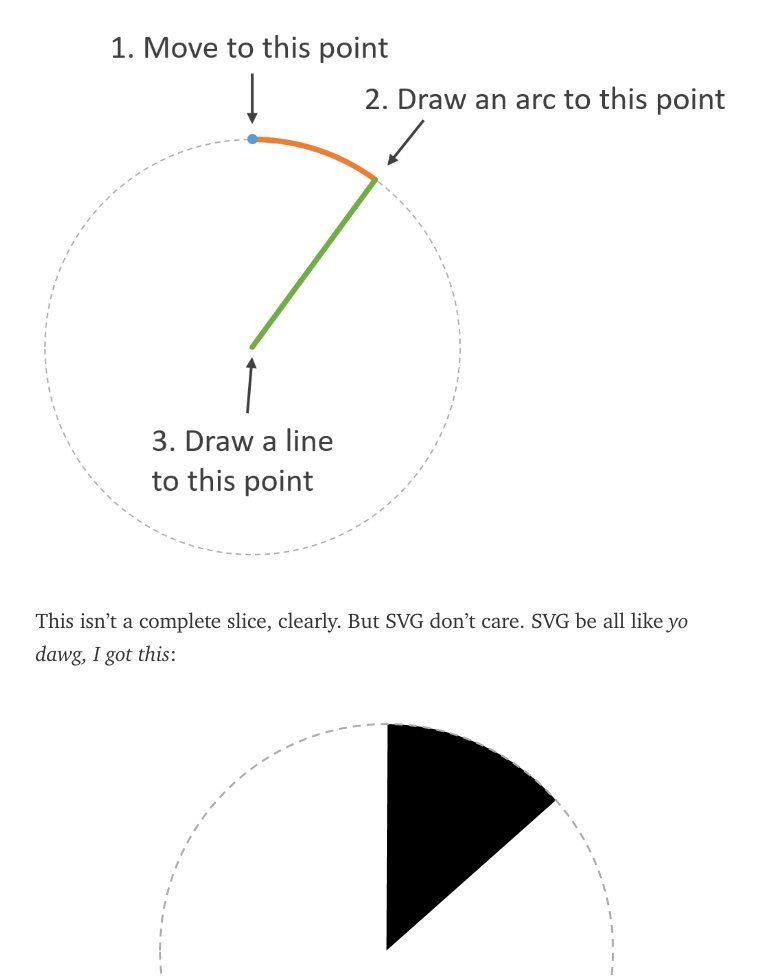 1. Move to this point
2. Draw an arc to this point
3. Draw a line
to this point
This isn’t a complete slice, clearly. But SVG don’t care. SVG be all like yo
dawg, I got this: